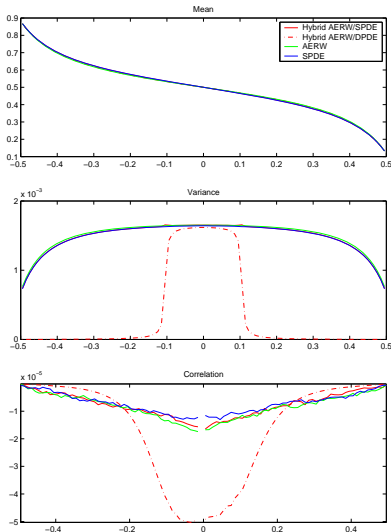 Mean
0.9
0.8
0.7
0.6
0.5
0.4
0.3
0.2
0.1
Hybrid AERW/SPDE
Hybrid AERW/DPDE
AERW
SPDE
−0.5 −0.4 −0.3 −0.2 −0.1 0 0.1 0.2 0.3 0.4 0.5
x 10−3 Variance
2
1
0
−0.5 −0.4 −0.3 −0.2 −0.1 0 0.1 0.2 0.3 0.4 0.5
x 10−5 Correlation
−1
−2
−3
−4
−5
−0.4 −0.2 0 0.2 0.4